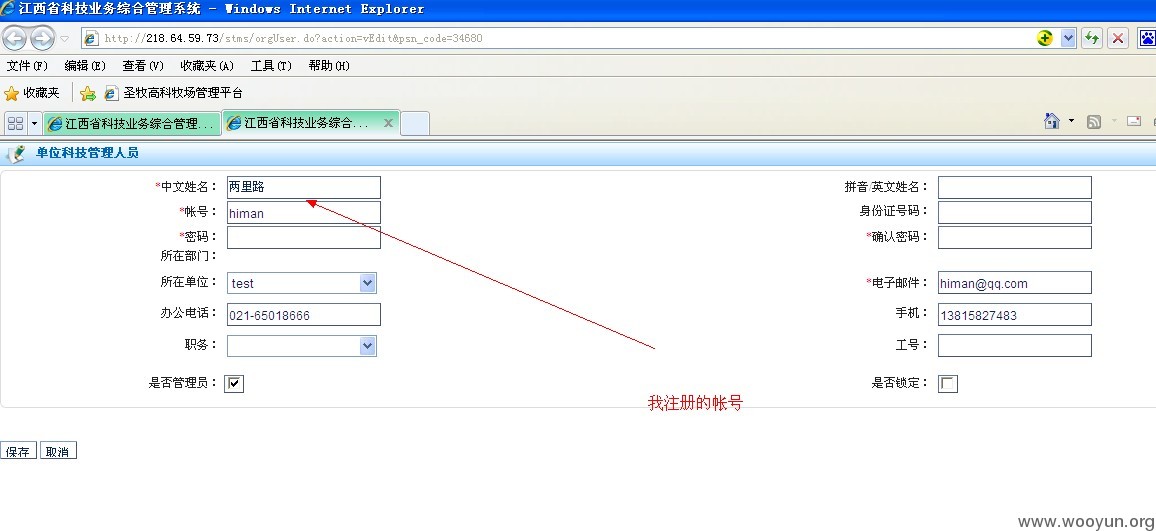 江西省科技业务综合管理系统 - Windows Internet Explorer
http://218.64.59.73/stms/orgUser.do?action=vEdit&psn_code=34680
文件(F) 编辑(E) 查看(V) 收藏夹(A) 工具(T) 帮助(H)
收藏夹 圣牧高科牧场管理平台
江西省科技业务综合管理... 江西省科技业务综合...
单位科技管理人员
*中文姓名： 两里路 拼音/英文姓名：
*帐号： himan 身份证号码：
*密码： *确认密码：
所在部门：
所在单位： test *电子邮件： himan@qq.com
办公电话： 021-65018666 手机： 13815827483
职务： 工号：
是否管理员： 是否锁定：
我注册的帐号
保存 取消
www.wooyun.org